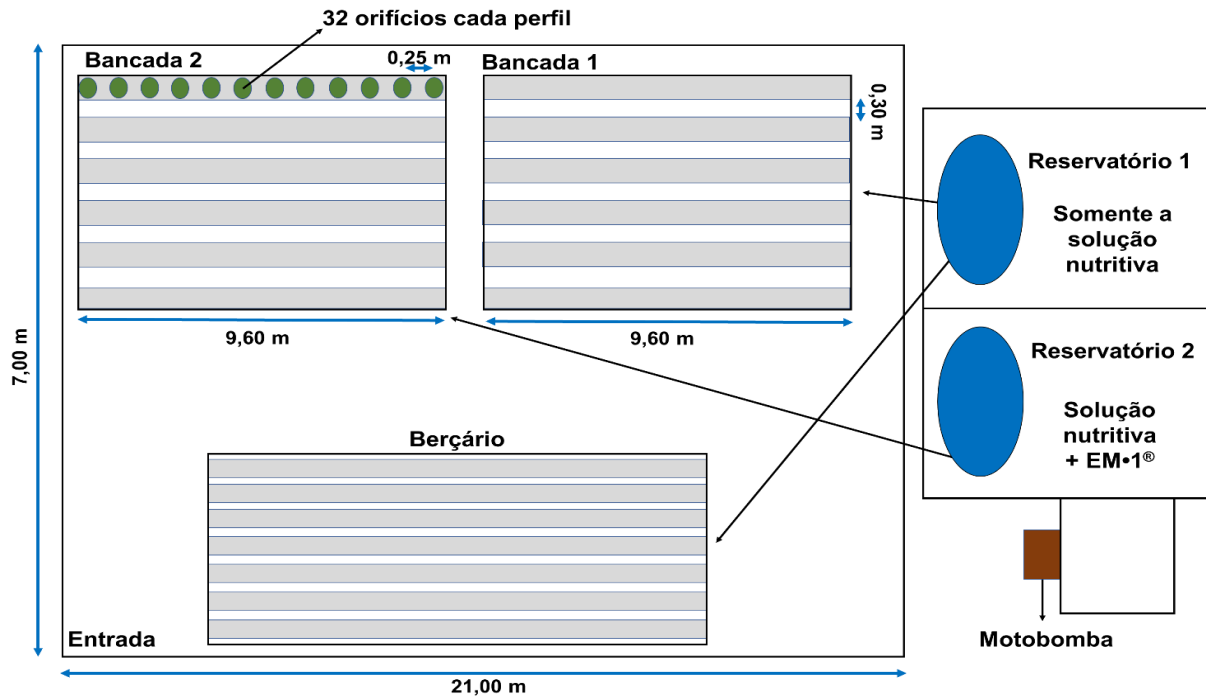 32 orifícios cada perfil
Bancada 2
0,25 m
Bancada 1
0,30 m
9,60 m
9,60 m
7,00 m
Reservatório 1
Somente a
solução
nutritiva
Reservatório 2
Solução
nutritiva
+ EM•1®
Berçário
Entrada
Motobomba
21,00 m